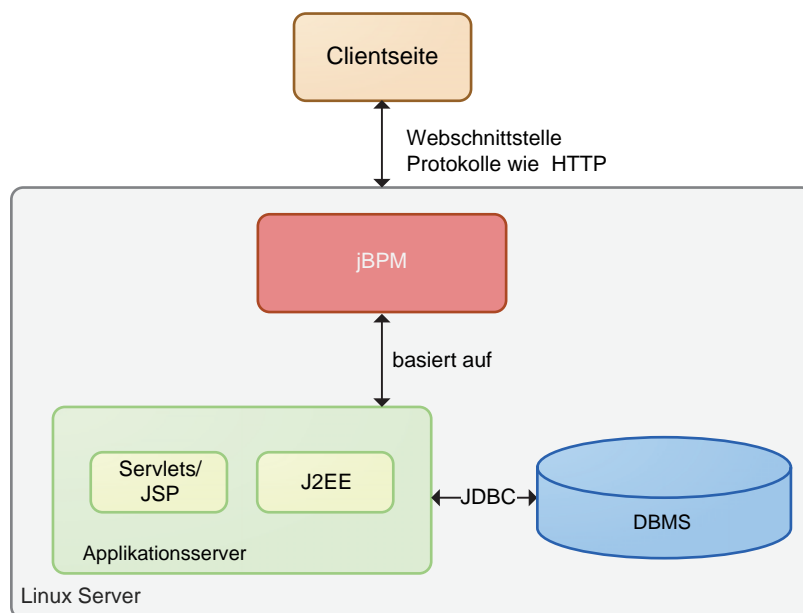 Clientseite
Webschnittstelle
Protokolle wie HTTP
jBPM
basiert auf
Servlets/
JSP
J2EE
JDBC
DBMS
Applikationsserver
Linux Server